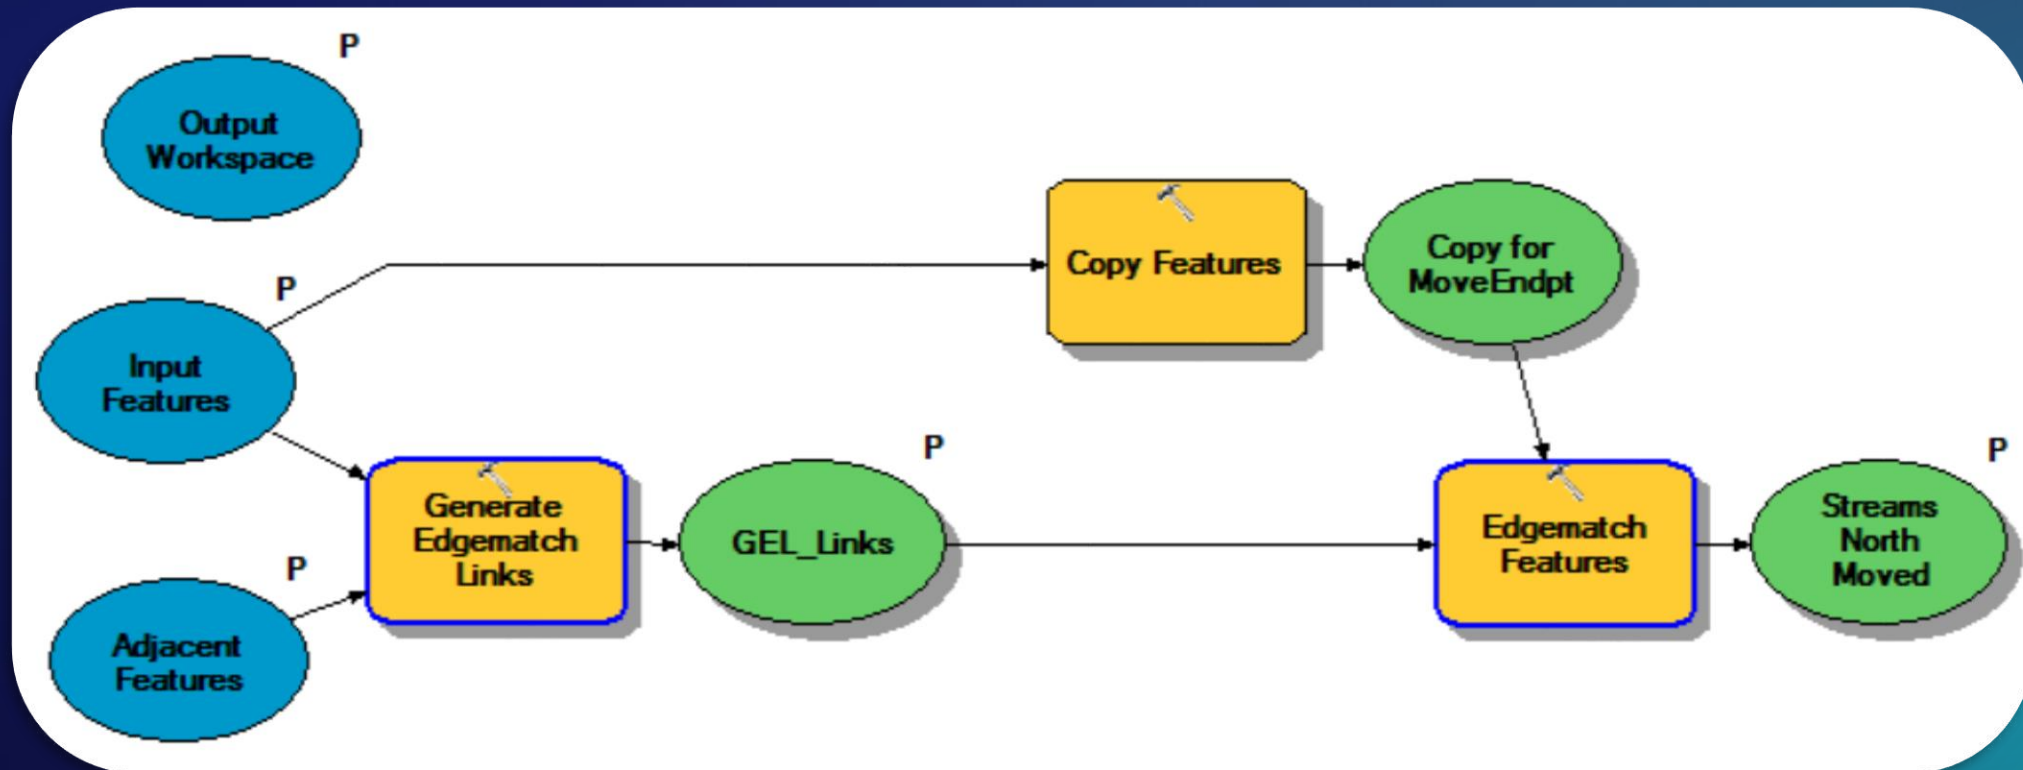 P
Output
Workspace
P
Input
Features
P
Adjacent
Features
Generate
Edgematch
Links
P
GEL_Links
Copy Features
Copy for
MoveEndpt
Edgematch
Features
P
Streams
North
Moved